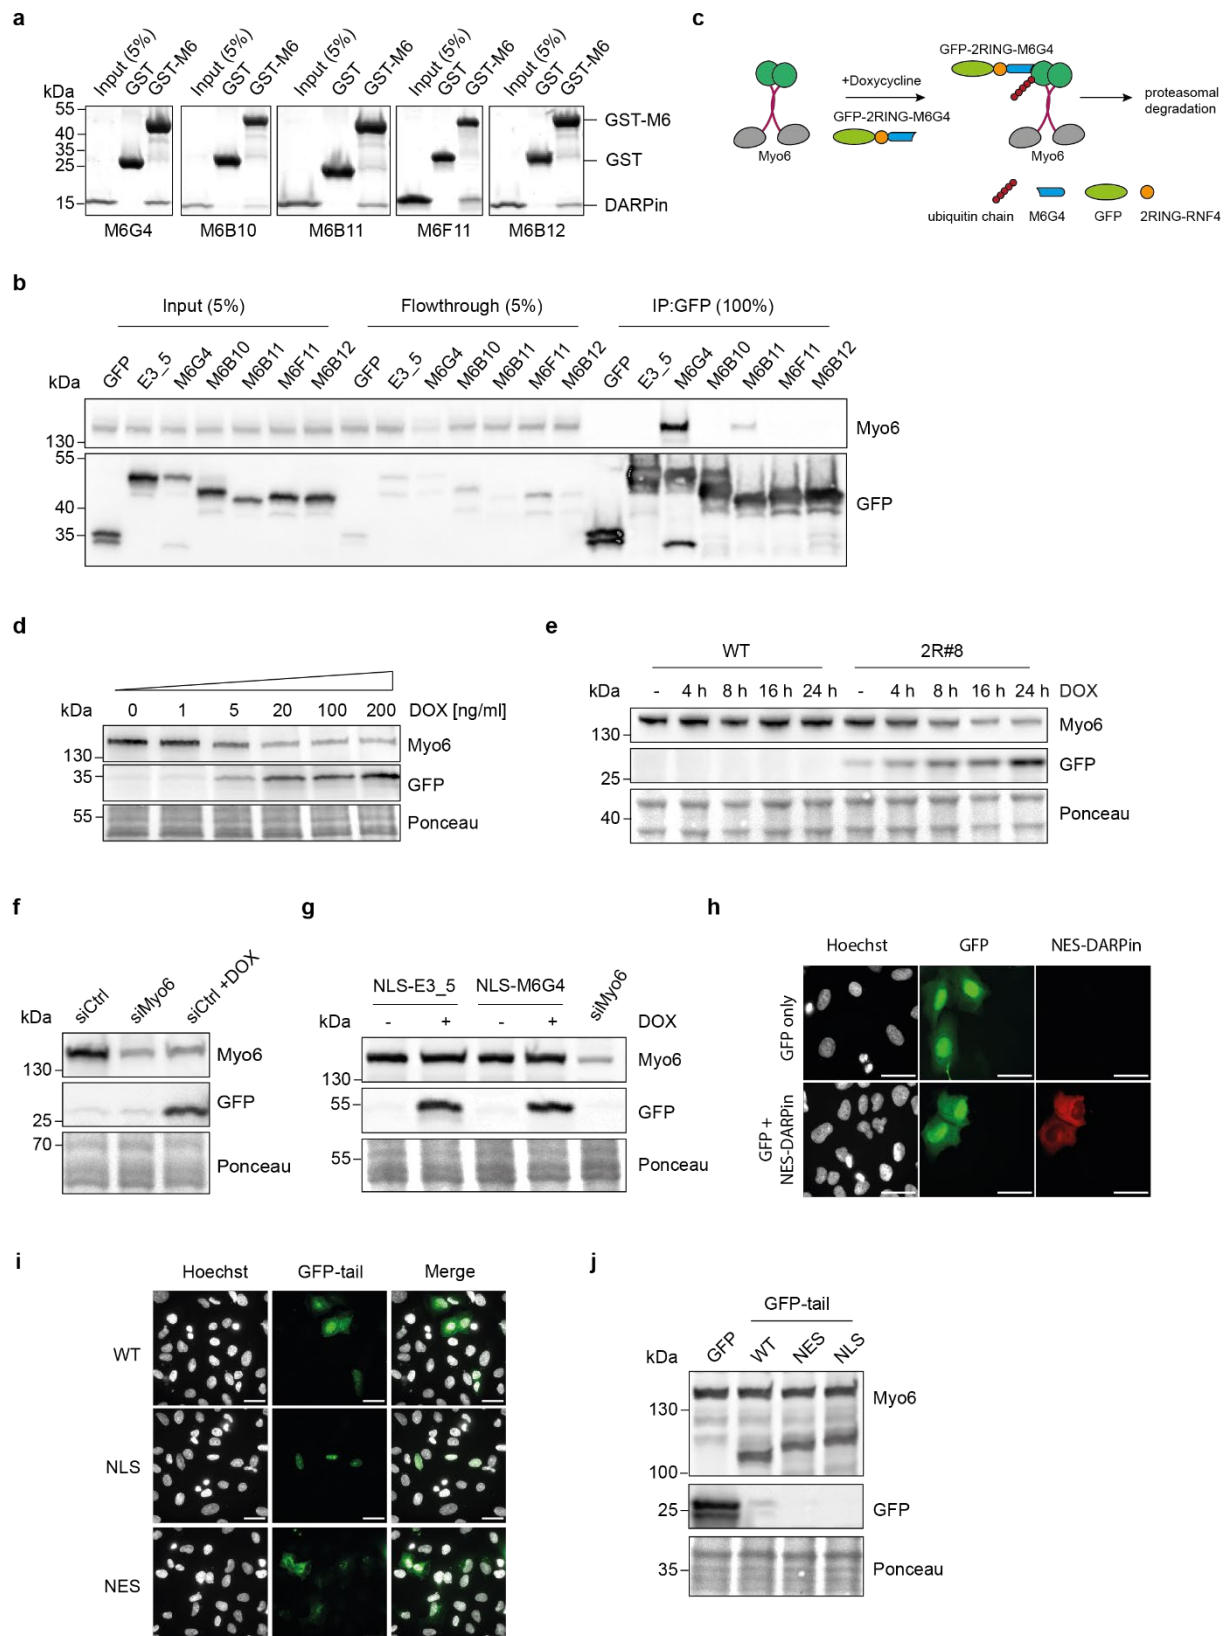 a
Input (5%) GST GST-M6 Input (5%) GST GST-M6 Input (5%) GST GST-M6 Input (5%) GST GST-M6 Input (5%) GST GST-M6
kDa
55
40
35
25
15
GST-M6
GST
DARPin
M6G4 M6B10 M6B11 M6F11 M6B12
c
GFP-2RING-M6G4
+Doxycycline
GFP-2RING-M6G4
proteasomal
degradation
Myo6 Myo6
ubiquitin chain M6G4 GFP 2RING-RNF4
b
Input (5%) Flowthrough (5%) IP:GFP (100%)
GFP E3_5 M6G4 M6B10 M6B11 M6F11 M6B12 GFP E3_5 M6G4 M6B10 M6B11 M6F11 M6B12 GFP E3_5 M6G4 M6B10 M6B11 M6F11 M6B12
kDa
Myo6
130
55
40
35
GFP
d
kDa 0 1 5 20 100 200 DOX [ng/ml]
Myo6
130
35
GFP
55
Ponceau
e
WT 2R#8
kDa - 4 h 8 h 16 h 24 h - 4 h 8 h 16 h 24 h DOX
Myo6
130
GFP
25
40
Ponceau
f
siCtrl siMyo6 siCtrl +DOX
kDa
Myo6
130
GFP
25
70
Ponceau
g
NLS-E3_5 NLS-M6G4 siMyo6
kDa - + - + DOX
Myo6
130
55
GFP
55
Ponceau
h
Hoechst GFP NES-DARPin
GFP only
GFP +
NES-DARPin
i
Hoechst GFP-tail Merge
WT
NLS
NES
j
GFP-tail
GFP WT NES NLS
kDa
Myo6
130
100
GFP
25
35
Ponceau